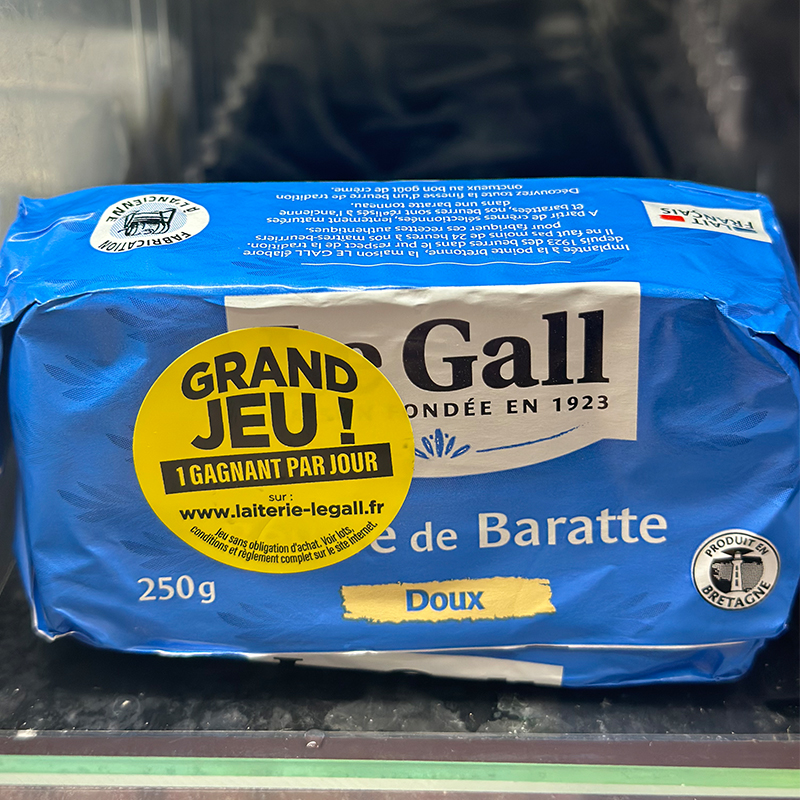 FABRICATION
À L'ANCIENNE
Implantée à la pointe bretonne, la maison LE GALL élabore
depuis 1923 des beurres dans le pur respect de la tradition.
Il ne faut pas moins de 24 heures à nos maîtres-beurriers
pour fabriquer ces recettes authentiques.
A partir de crèmes sélectionnées, lentement maturées
et barattées, nos beurres sont réalisés à l'ancienne
dans une baratte tonneau.
Découvrez toute la finesse d'un beurre de tradition
onctueux au bon goût de crème.
LAIT
FRANÇAIS
Le Gall
FONDÉE EN 1923
GRAND
JEU !
1 GAGNANT PAR JOUR
sur :
www.laiterie-legall.fr
Jeu sans obligation d'achat. Voir lots,
conditions et règlement complet sur le site internet.
de Baratte
250g
Doux
PRODUIT EN
BRETAGNE